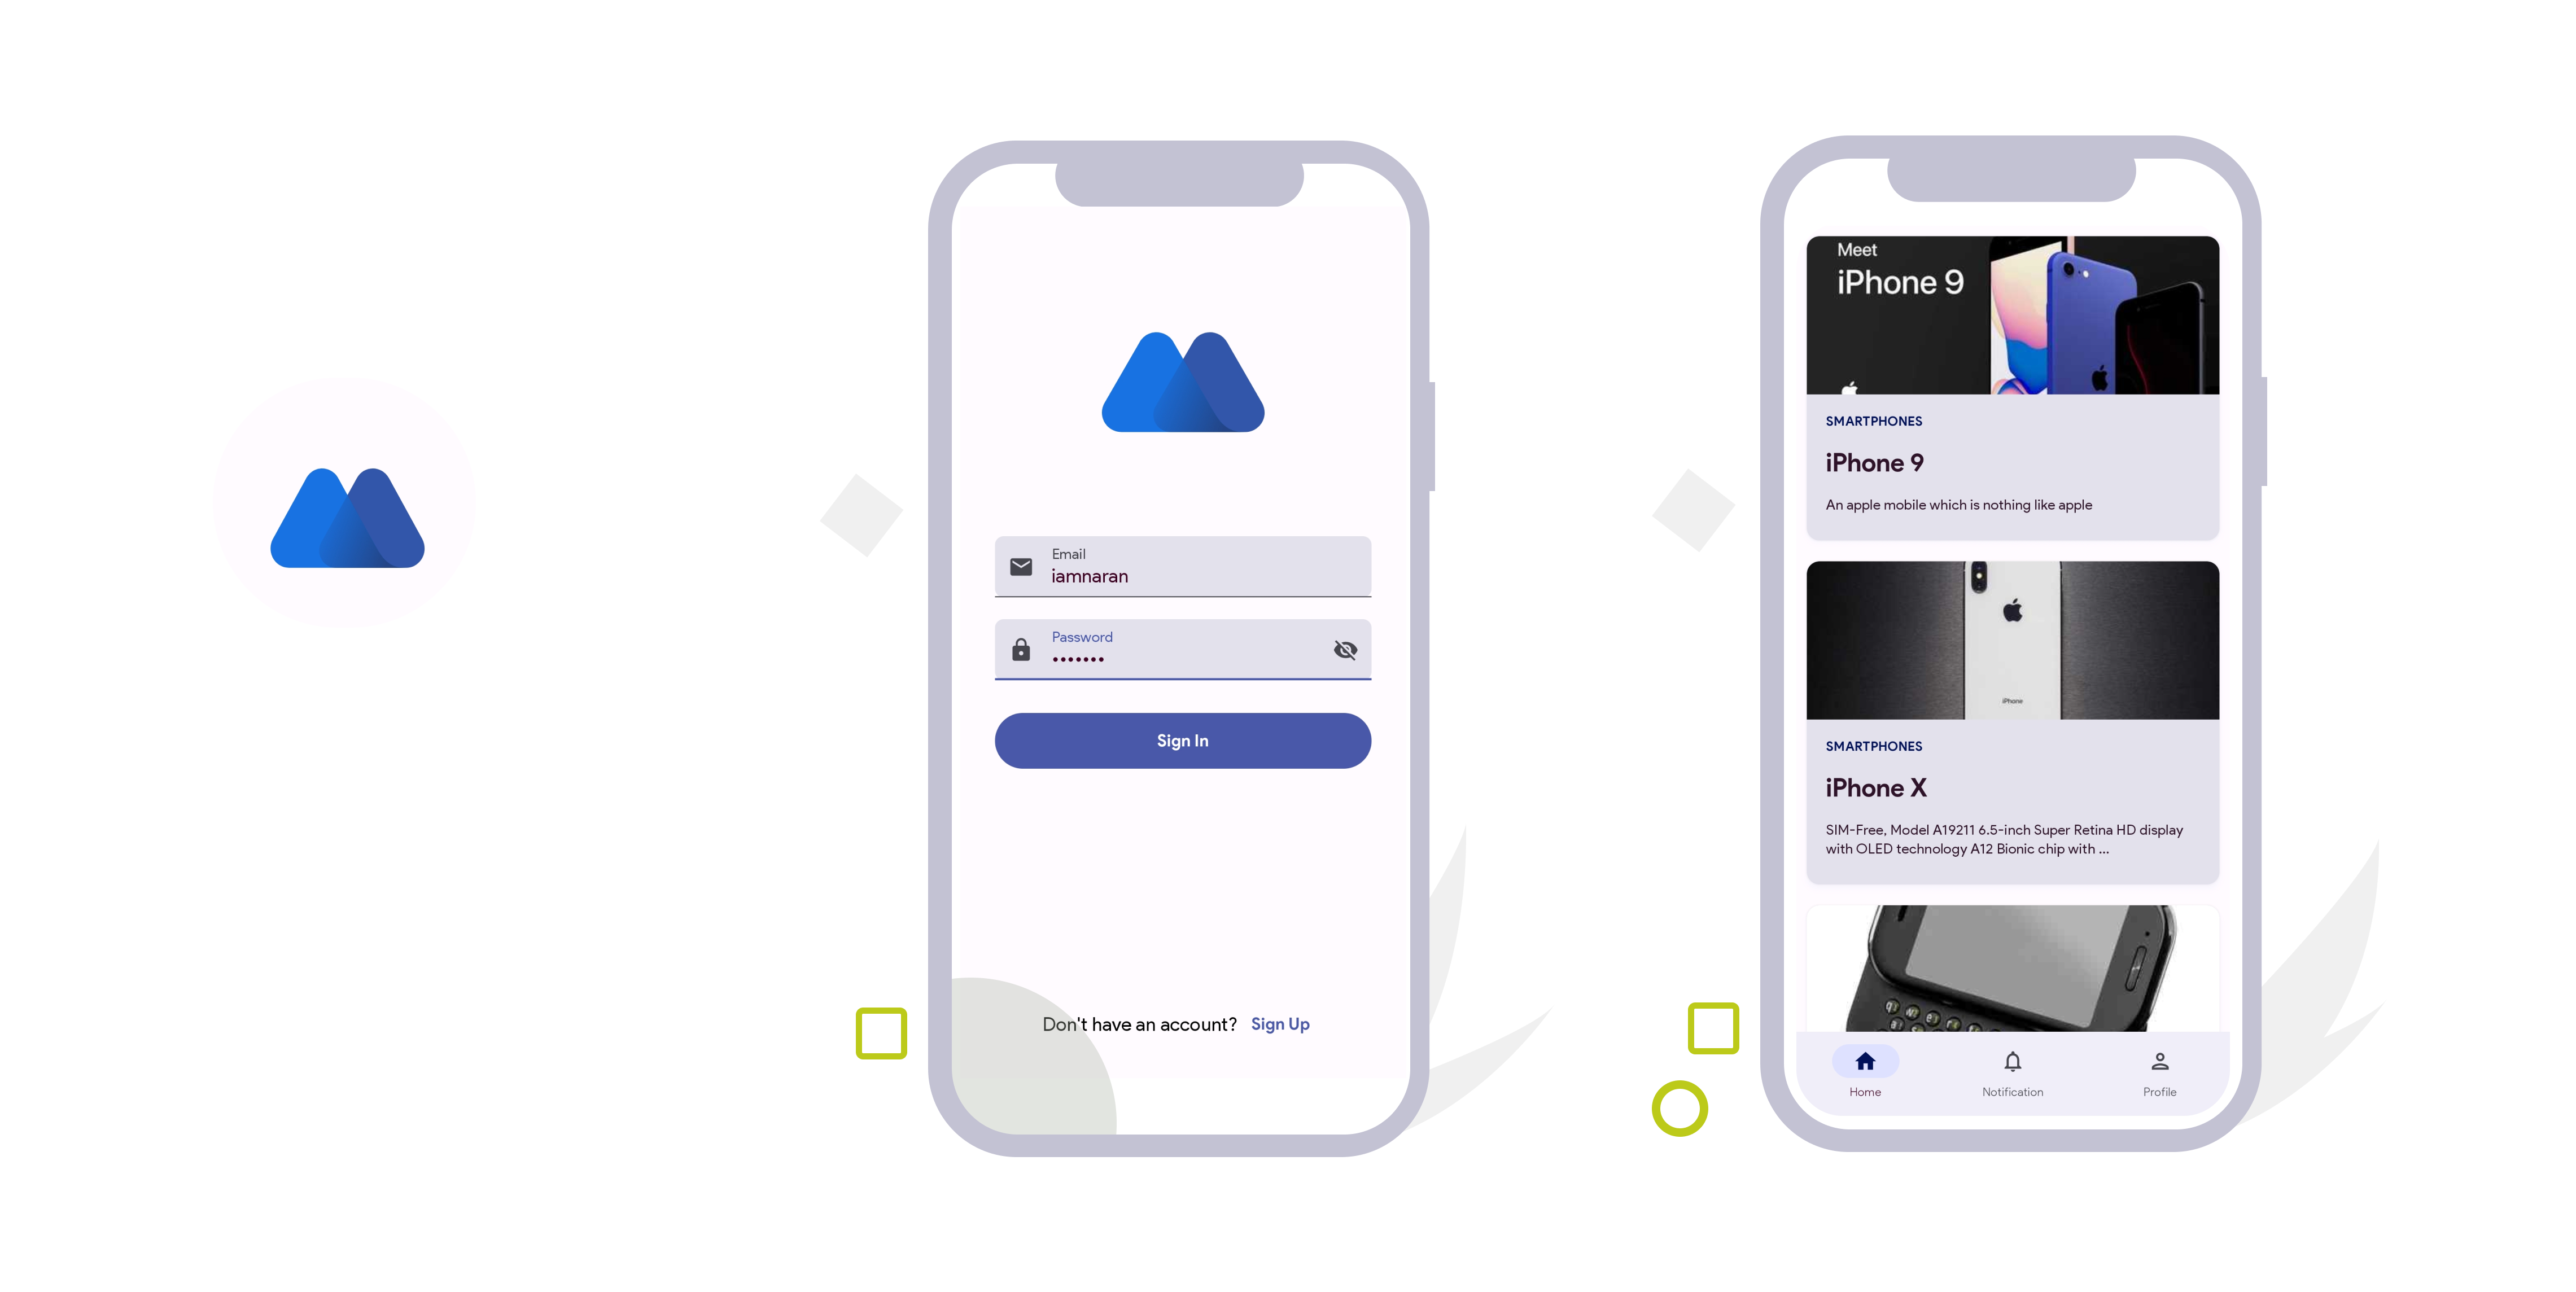 Email
iamnaran
Password
•••••••
Sign In
Don't have an account? Sign Up
Meet
iPhone 9
SMARTPHONES
iPhone 9
An apple mobile which is nothing like apple
iPhone
SMARTPHONES
iPhone X
SIM-Free, Model A19211 6.5-inch Super Retina HD display
with OLED technology A12 Bionic chip with ...
Home
Notification
Profile